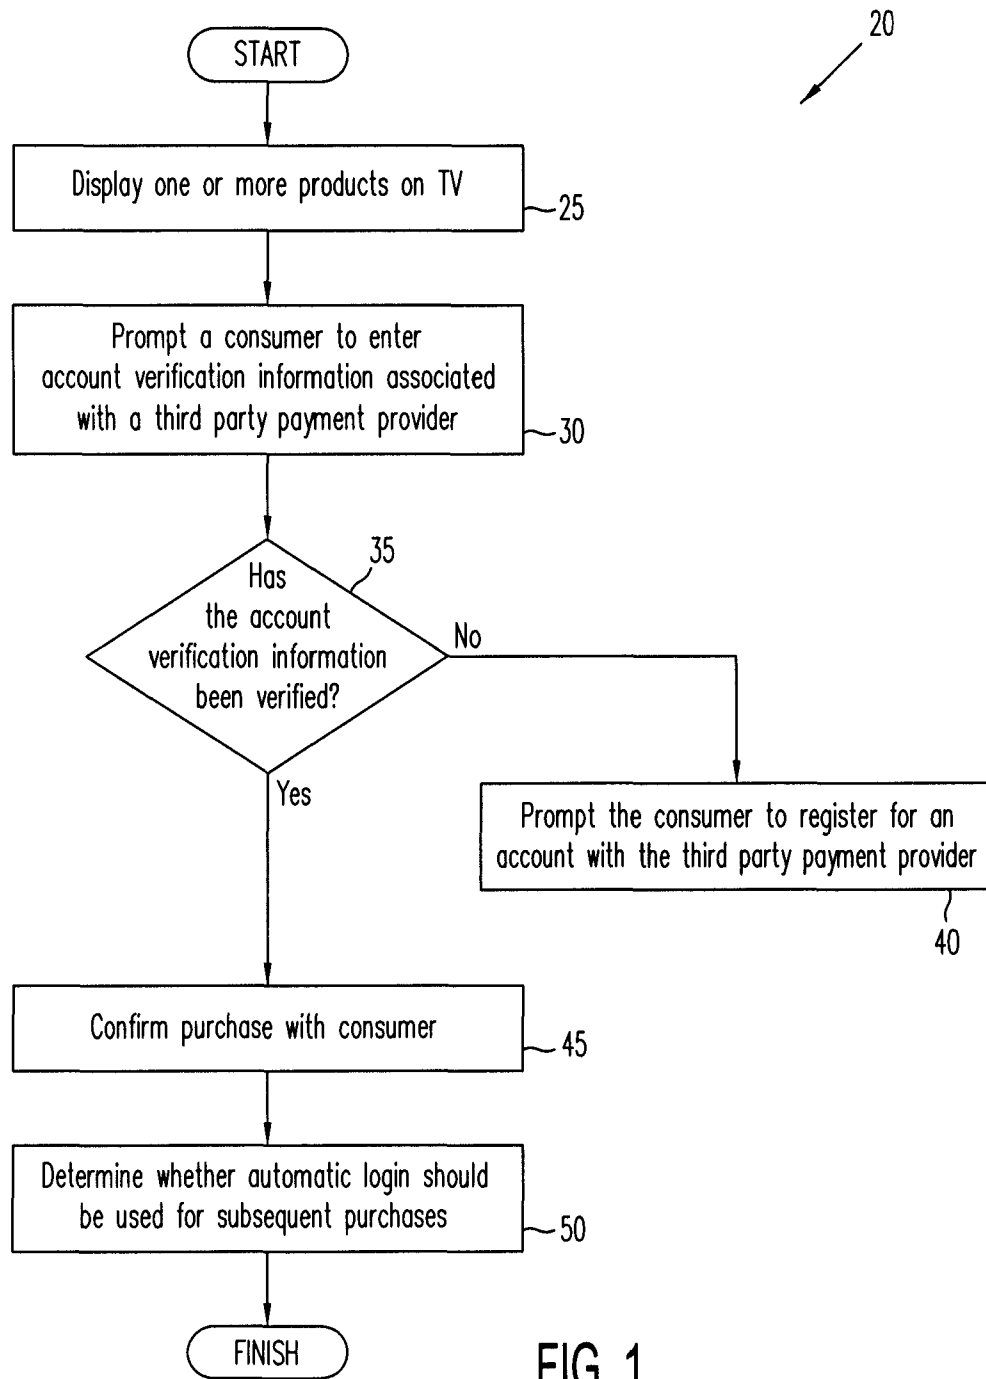 20
START
Display one or more products on TV
25
Prompt a consumer to enter
account verification information associated
with a third party payment provider
30
35
Has
the account
verification information
been verified?
No
Yes
Prompt the consumer to register for an
account with the third party payment provider
40
Confirm purchase with consumer
45
Determine whether automatic login should
be used for subsequent purchases
50
FINISH
FIG. 1